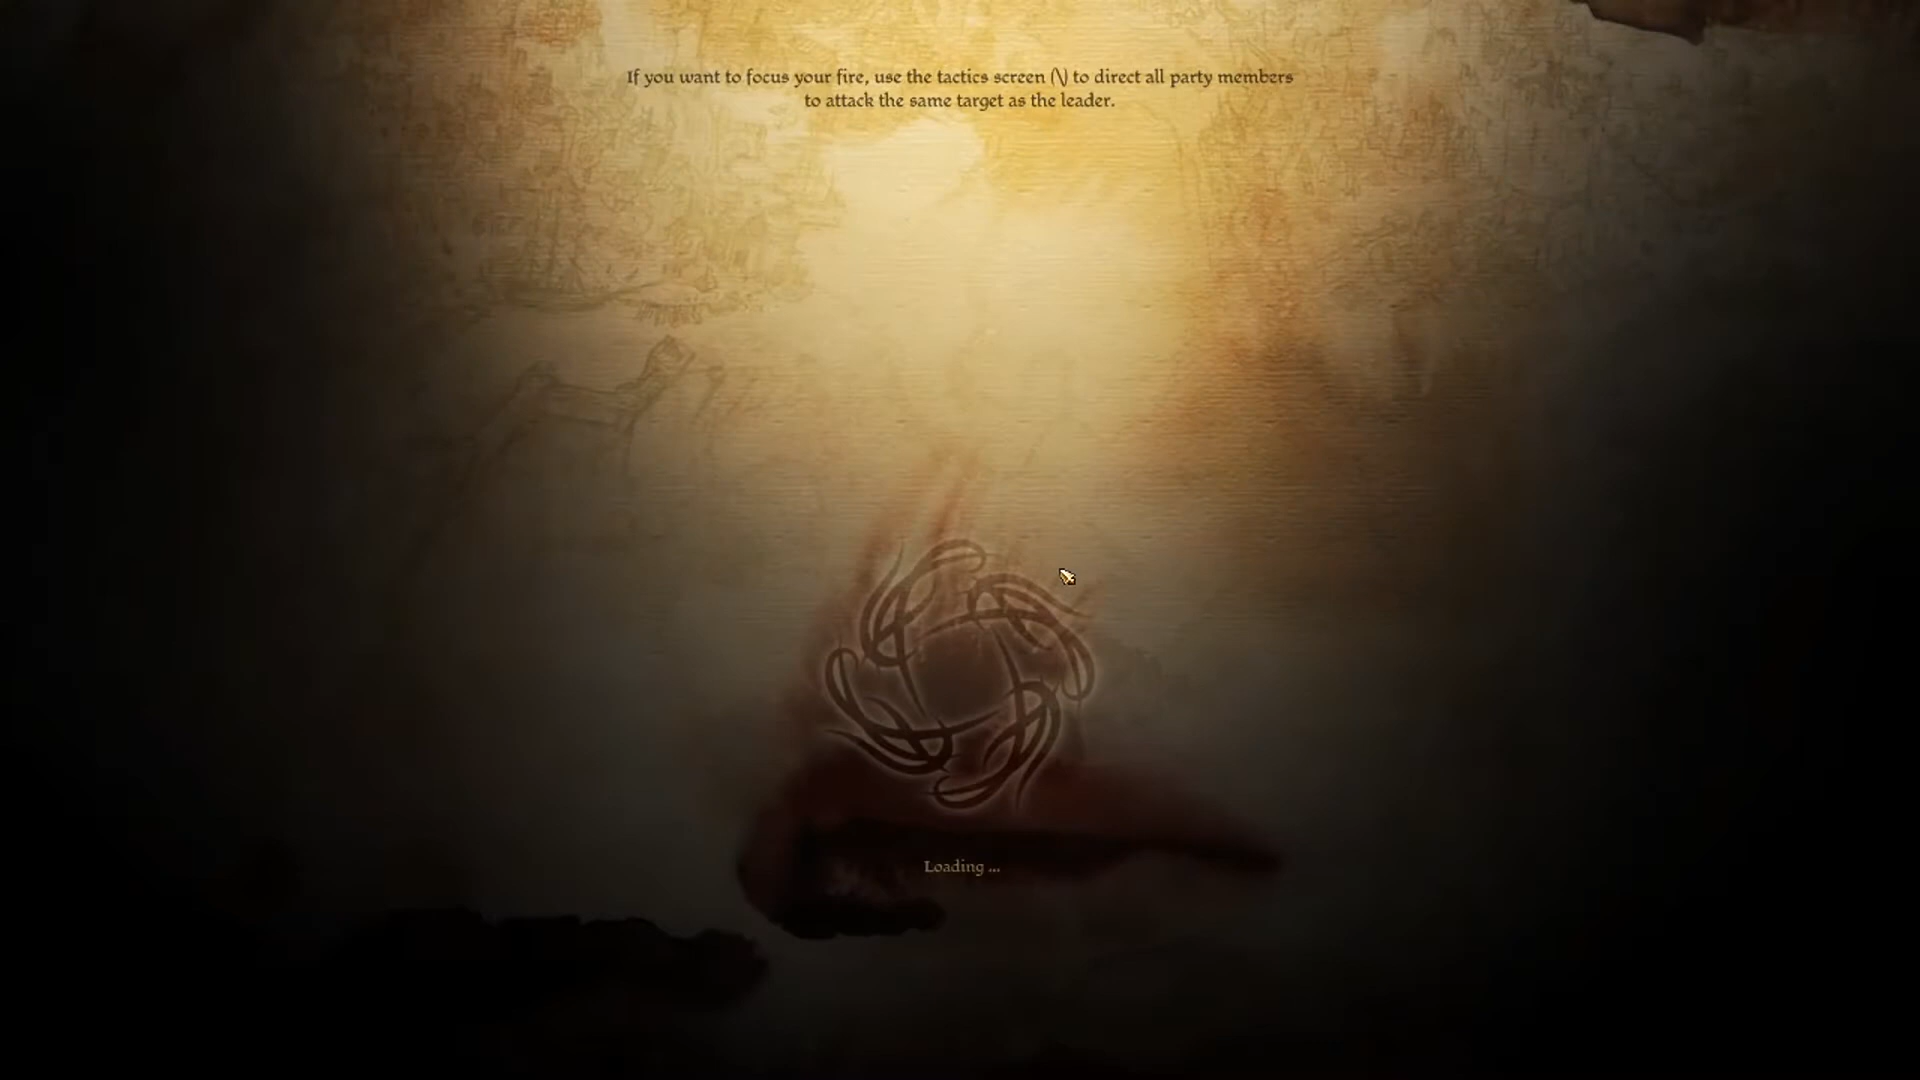 If you want to focus your fire, use the tactics screen (\) to direct all party members
to attack the same target as the leader.
Loading ...